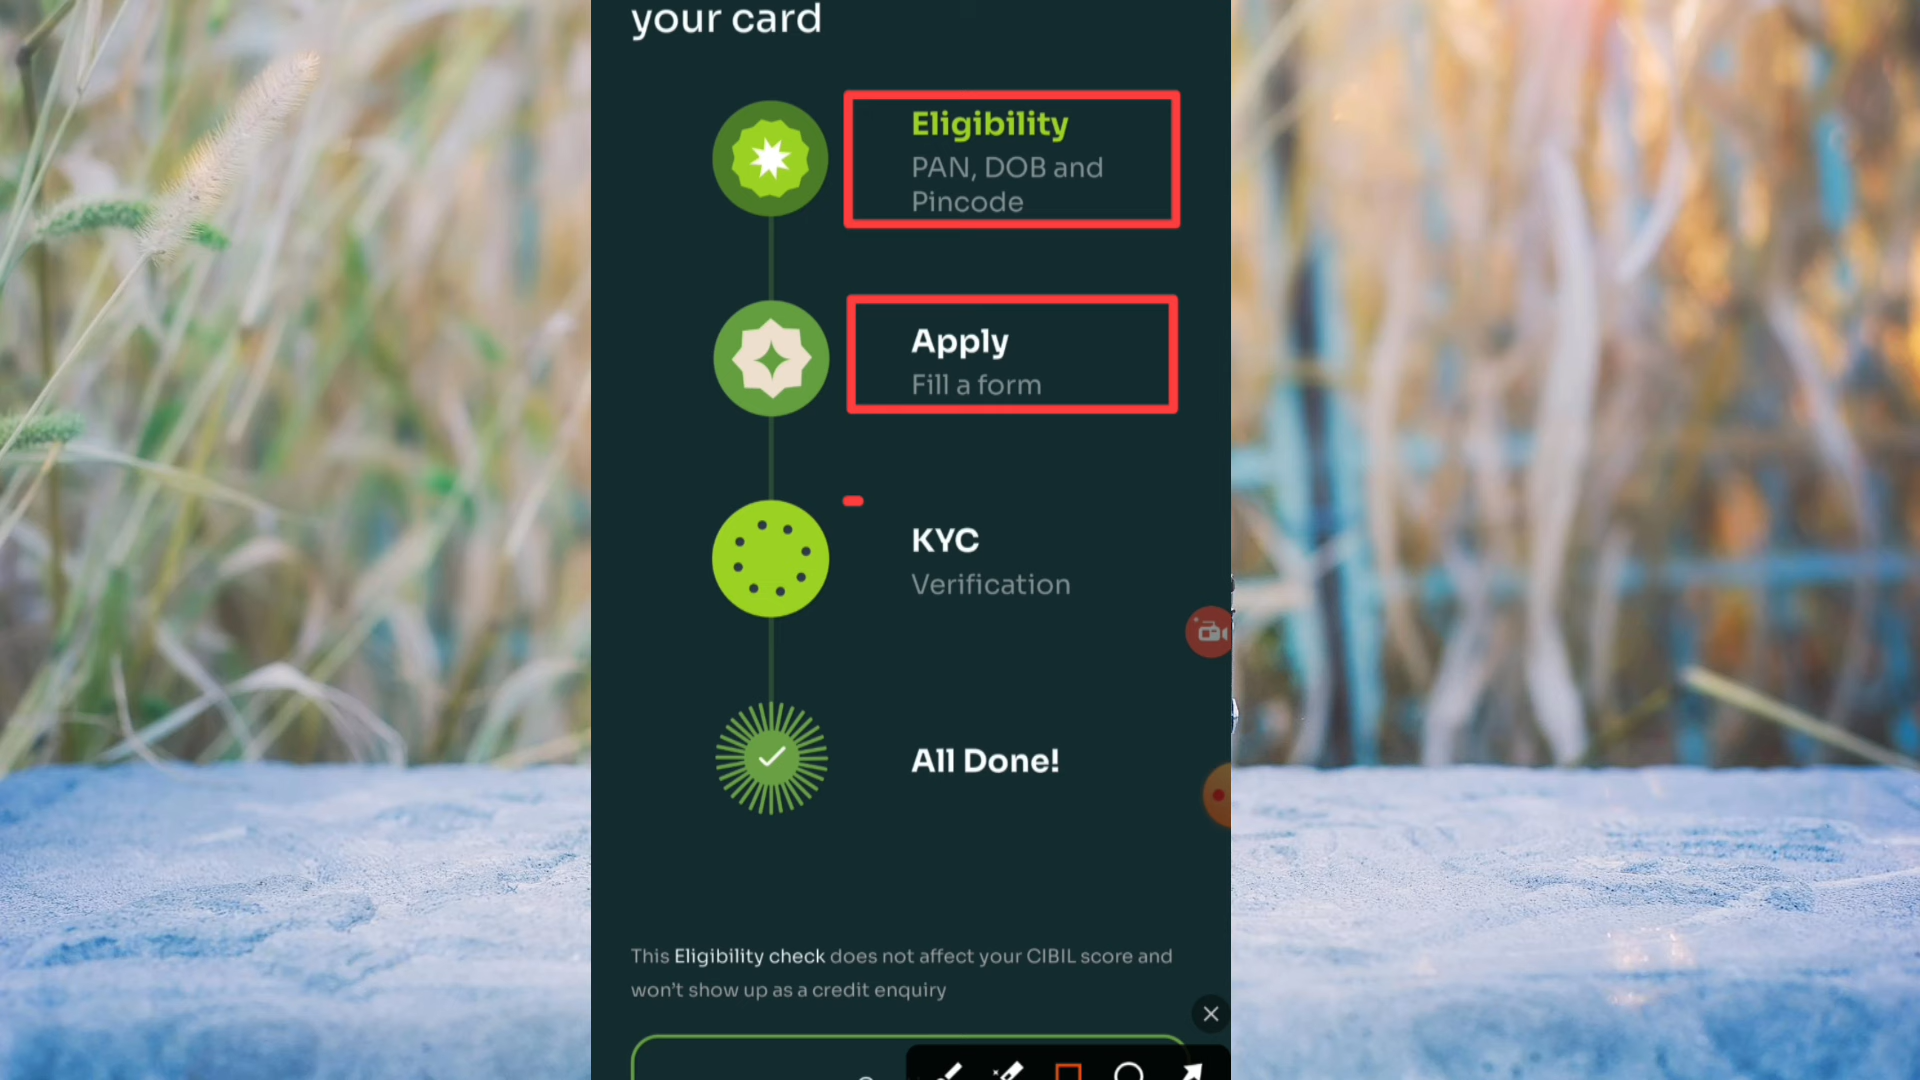 your card
Eligibility
PAN, DOB and
Pincode
Apply
Fill a form
KYC
Verification
All Done!
This Eligibility check does not affect your CIBIL score and
won't show up as a credit enquiry